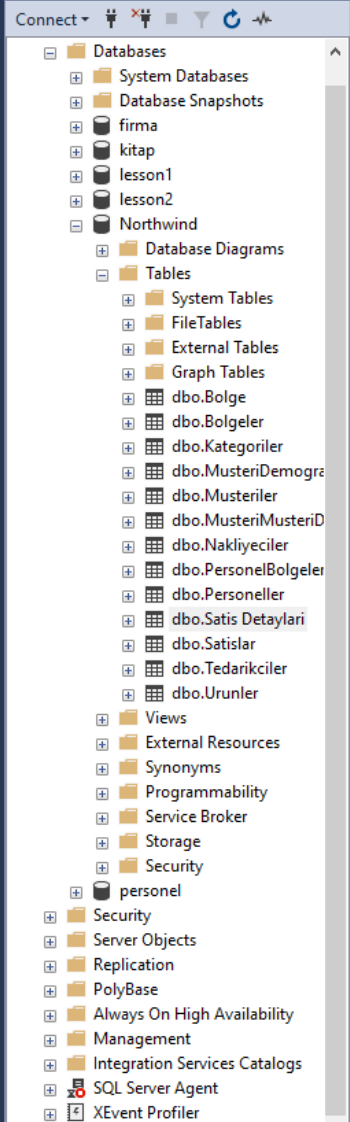 Connect
Databases
System Databases
Database Snapshots
firma
kitap
lesson1
lesson2
Northwind
Database Diagrams
Tables
System Tables
FileTables
External Tables
Graph Tables
dbo.Bolge
dbo.Bolgeler
dbo.Kategoriler
dbo.MusteriDemogra
dbo.Musteriler
dbo.MusteriMusteriD
dbo.Nakliyeciler
dbo.PersonelBolgeler
dbo.Personeller
dbo.Satis Detaylari
dbo.Satislar
dbo.Tedarikciler
dbo.Urunler
Views
External Resources
Synonyms
Programmability
Service Broker
Storage
Security
personel
Security
Server Objects
Replication
PolyBase
Always On High Availability
Management
Integration Services Catalogs
SQL Server Agent
XEvent Profiler